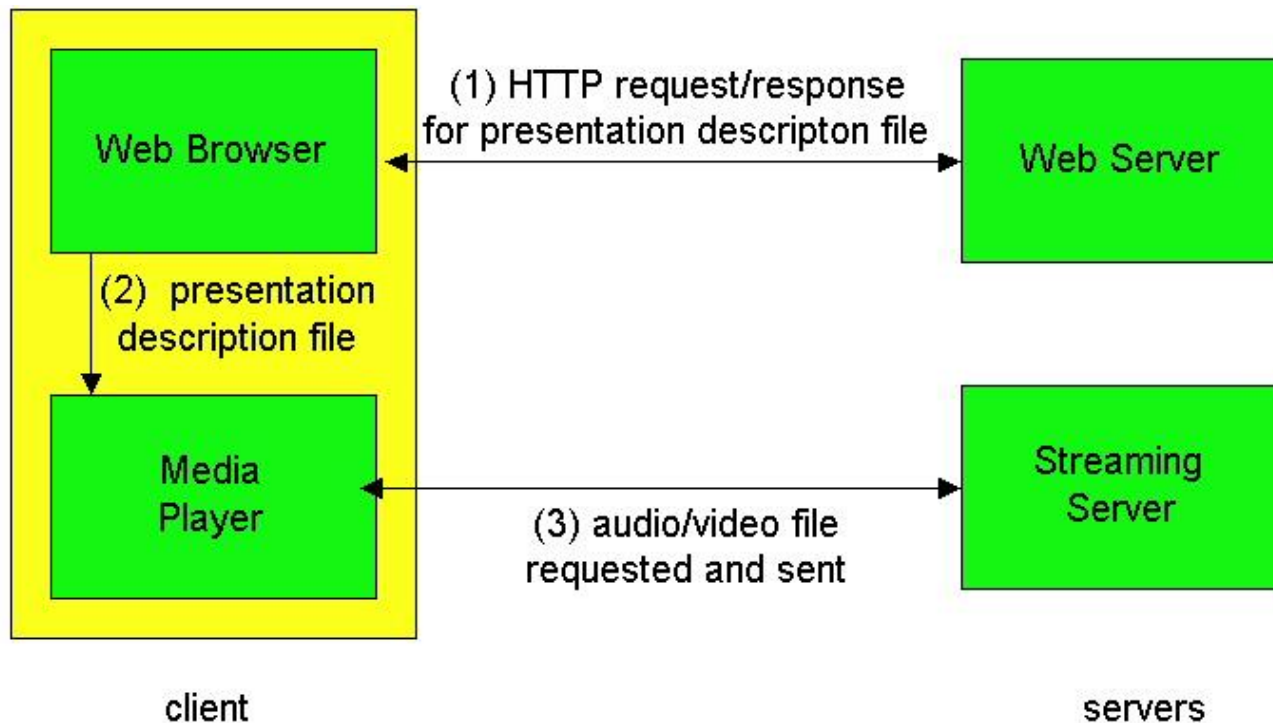 Web Browser
(1) HTTP request/response
for presentation descripton file
Web Server
(2) presentation
description file
Media
Player
(3) audio/video file
requested and sent
Streaming
Server
client
servers